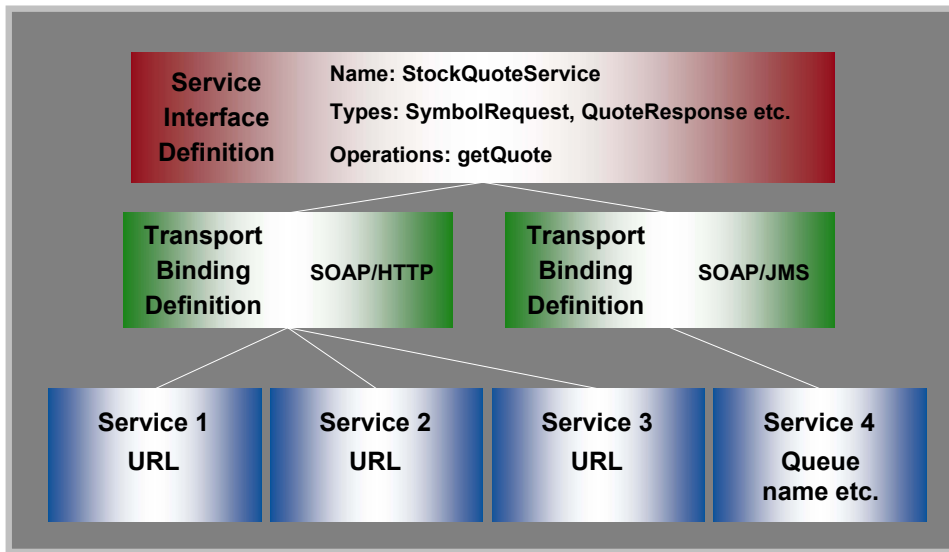 Service
Interface
Definition
Name: StockQuoteService
Types: SymbolRequest, QuoteResponse etc.
Operations: getQuote
Transport
Binding
Definition
SOAP/HTTP
Transport
Binding
Definition
SOAP/JMS
Service 1
URL
Service 2
URL
Service 3
URL
Service 4
Queue
name etc.